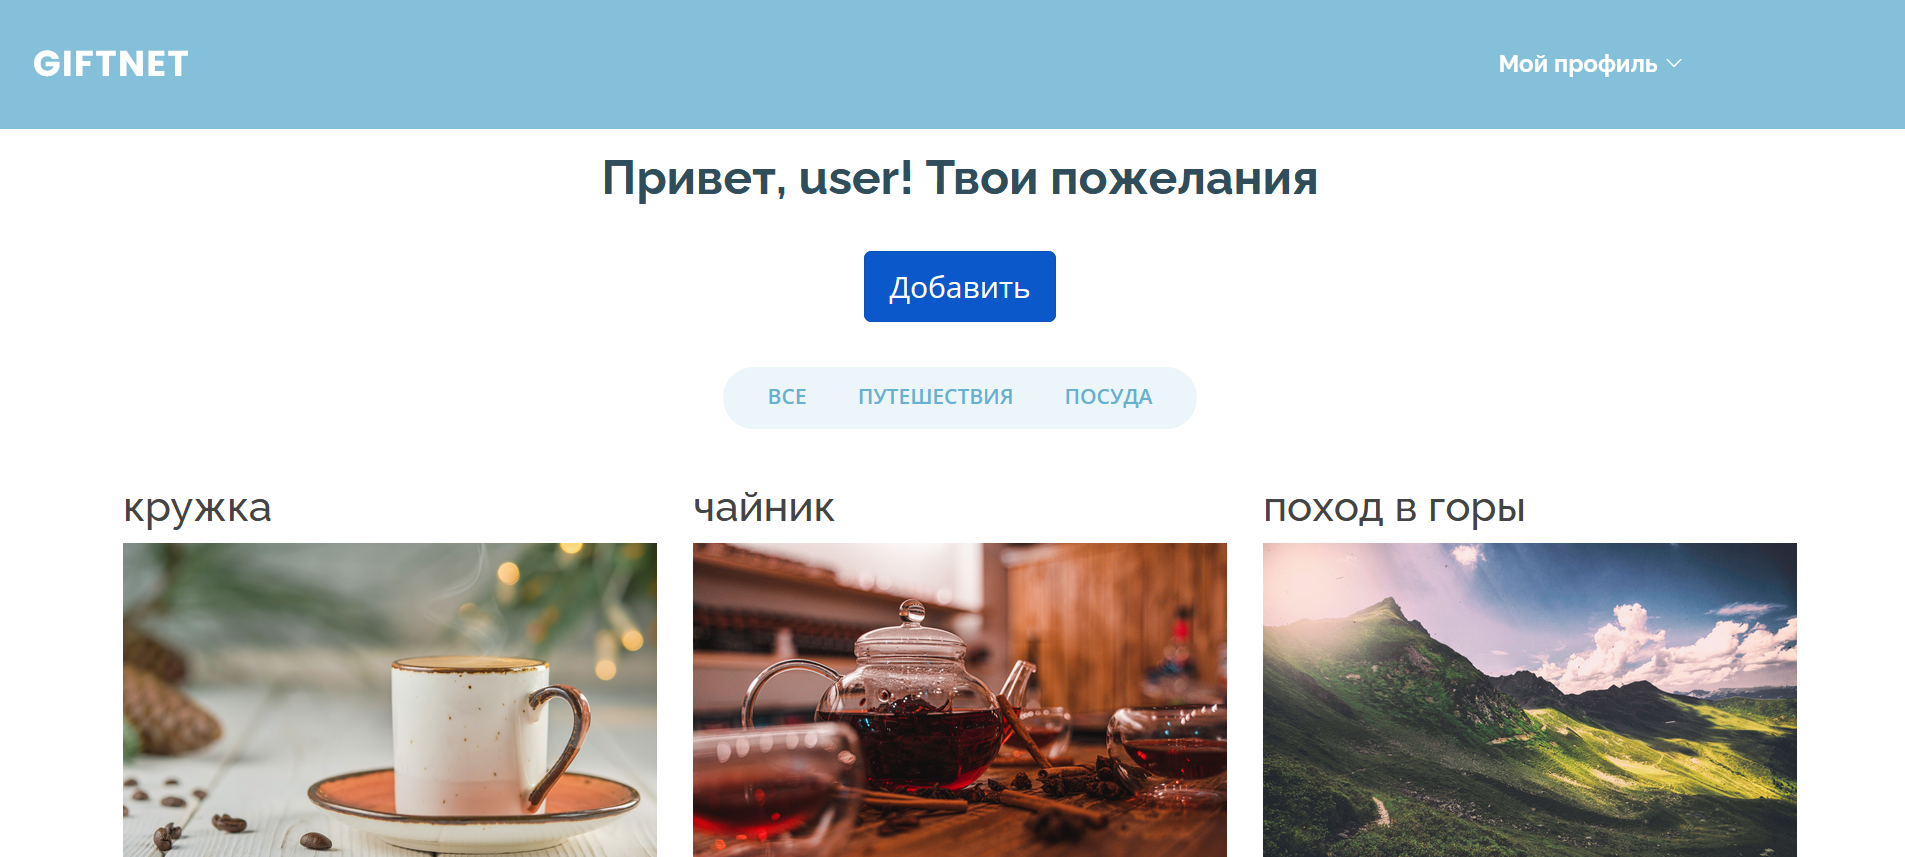 GIFTNET
Мой профиль
Привет, user! Твои пожелания
Добавить
ВСЕ ПУТЕШЕСТВИЯ ПОСУДА
кружка
чайник
поход в горы